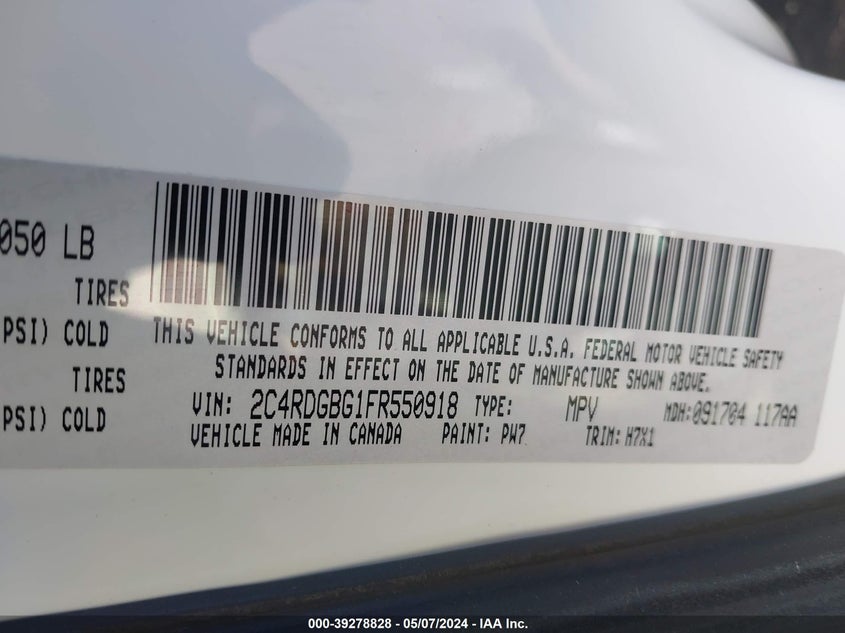 050 LB
TIRES
PSI) COLD
TIRES
PSI) COLD
THIS VEHICLE CONFORMS TO ALL APPLICABLE U.S.A. FEDERAL MOTOR VEHICLE SAFETY
STANDARDS IN EFFECT ON THE DATE OF MANUFACTURE SHOWN ABOVE.
VIN: 2C4RDGBG1FR550918 TYPE: MPV MDH:091704 117AA
VEHICLE MADE IN CANADA PAINT: PW7 TRIM: H7X1
000-39278828 - 05/07/2024 - IAA Inc.